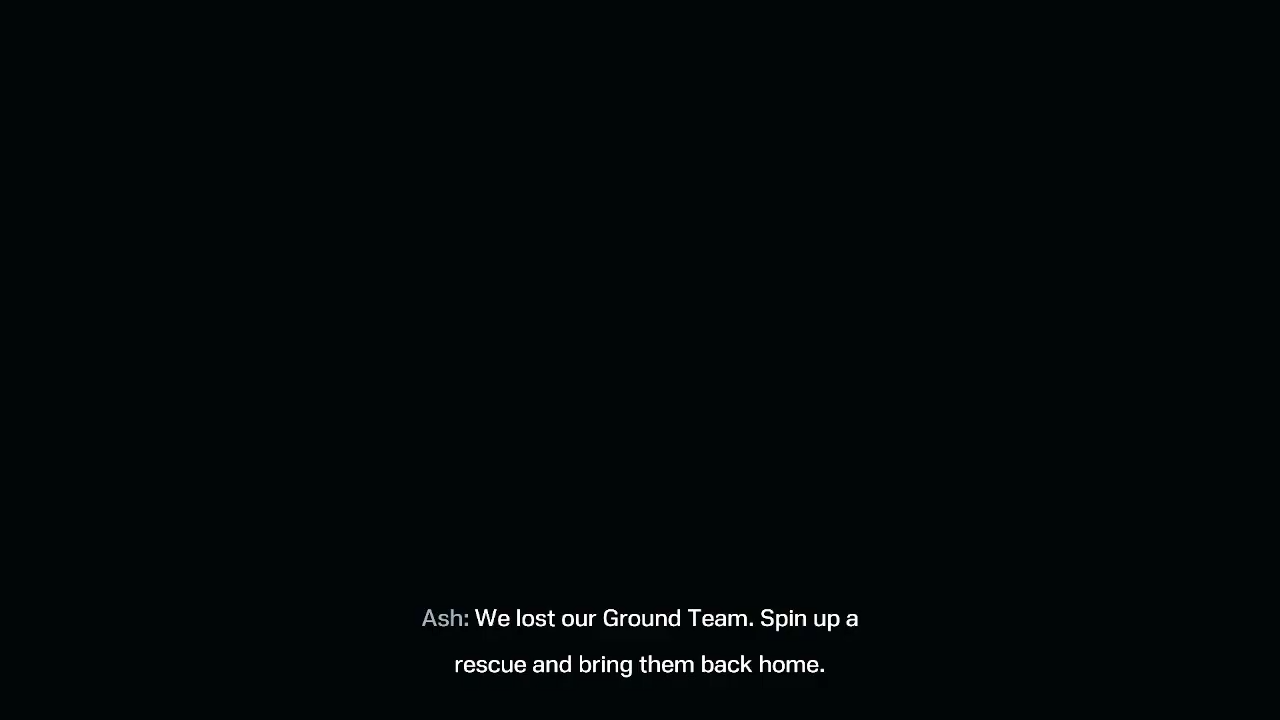 Ash: We lost our Ground Team. Spin up a
rescue and bring them back home.